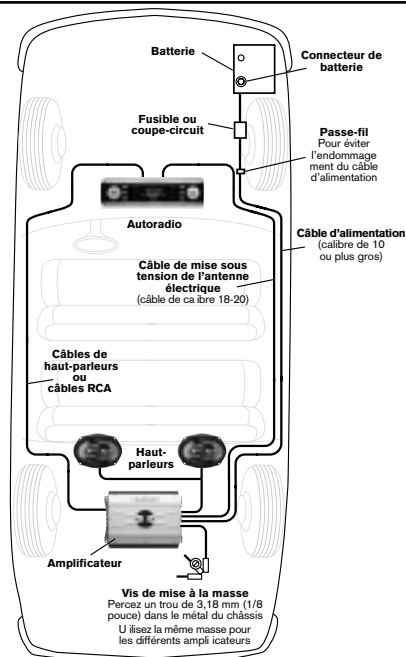 Batterie
Connecteur de
batterie
Fusible ou
coupe-circuit
Passe-fil
Pour éviter
l'endommage
ment du câble
d'alimentation
Autoradio
Câble d'alimentation
(calibre de 10
ou plus gros)
Câble de mise sous
tension de l'antenne
électrique
(câble de ca ibre 18-20)
Câbles de
haut-parleurs
ou
câbles RCA
Haut-
parleurs
Amplificateur
Vis de mise à la masse
Percez un trou de 3,18 mm (1/8
pouce) dans le métal du châssis
U ilisez la même masse pour
les différents ampli icateurs